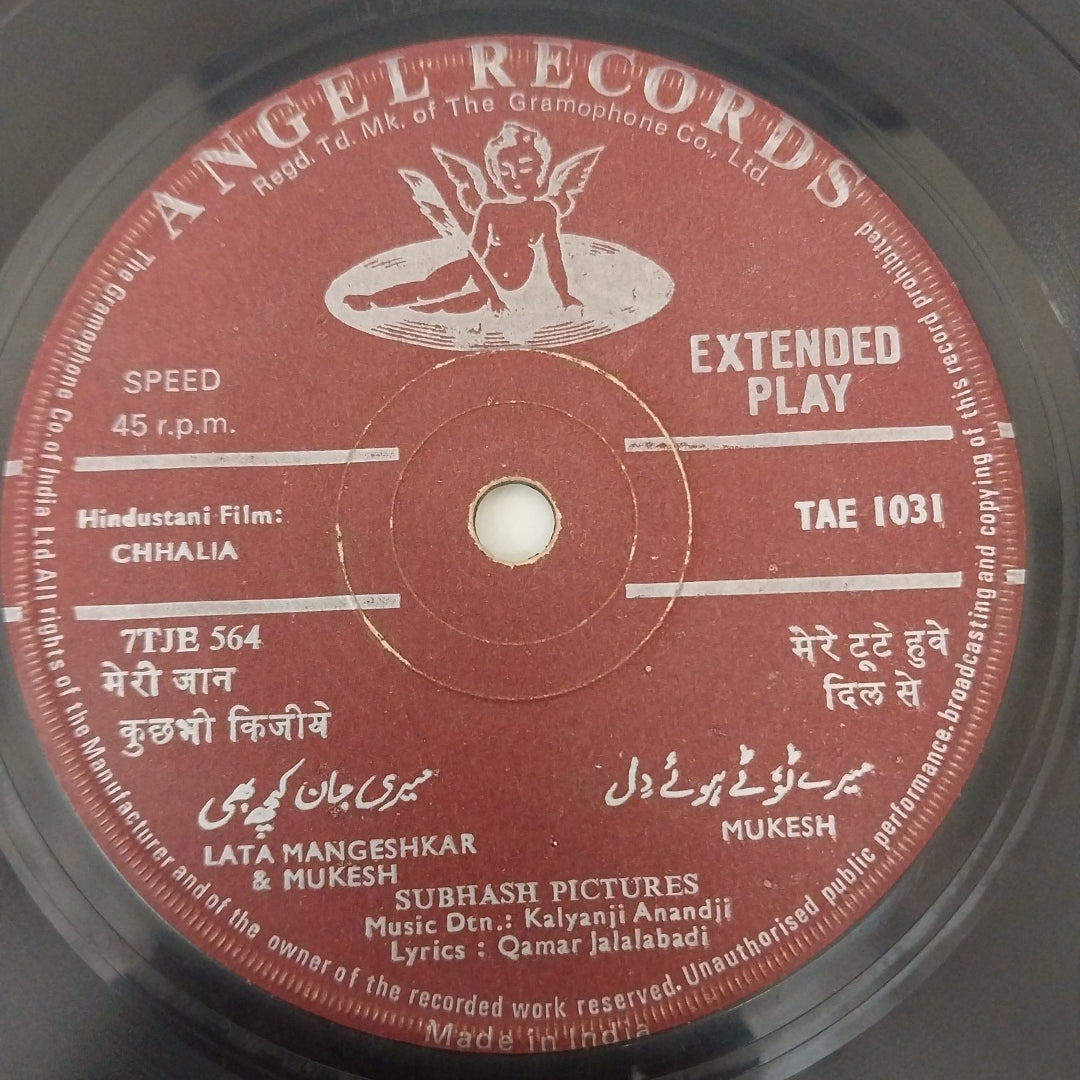 ANGEL RECORDS
Regd. Td. Mk. of The Gramophone Co., Ltd.
EXTENDED
PLAY
SPEED
45 r.p.m.
Hindustani Film:
CHHALIA
TAE 1031
7TJE 564
मेरी जान
कुछभी किजीये
میری جان کچھ بھی
LATA MANGESHKAR
& MUKESH
मेरे टूटे हुवे
दिल से
میرے ٹوٹے ہوئے دل
MUKESH
SUBHASH PICTURES
Music Dtn.: Kalyanji Anandji
Lyrics : Qamar Jalalabadi
The Gramophone Co. of India Ltd. All rights of the Manufacturer and of the owner of the recorded work reserved. Unauthorised public performance. broadcasting and copying of this record prohibited
Made in India